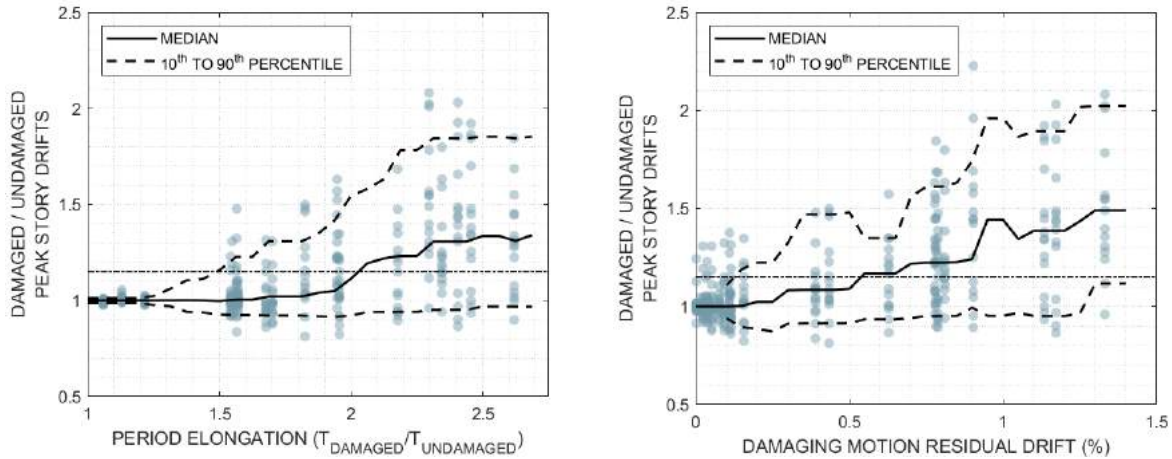 2.5
2
1.5
1
0.5
DAMAGED / UNDAMAGED
PEAK STORY DRIFTS
MEDIAN
10th TO 90th PERCENTILE
1
1.5
2
2.5
PERIOD ELONGATION (TDAMAGED/TUNDAMAGED)
2.5
2
1.5
1
0.5
DAMAGED / UNDAMAGED
PEAK STORY DRIFTS
MEDIAN
10th TO 90th PERCENTILE
0
0.5
1
1.5
DAMAGING MOTION RESIDUAL DRIFT (%)